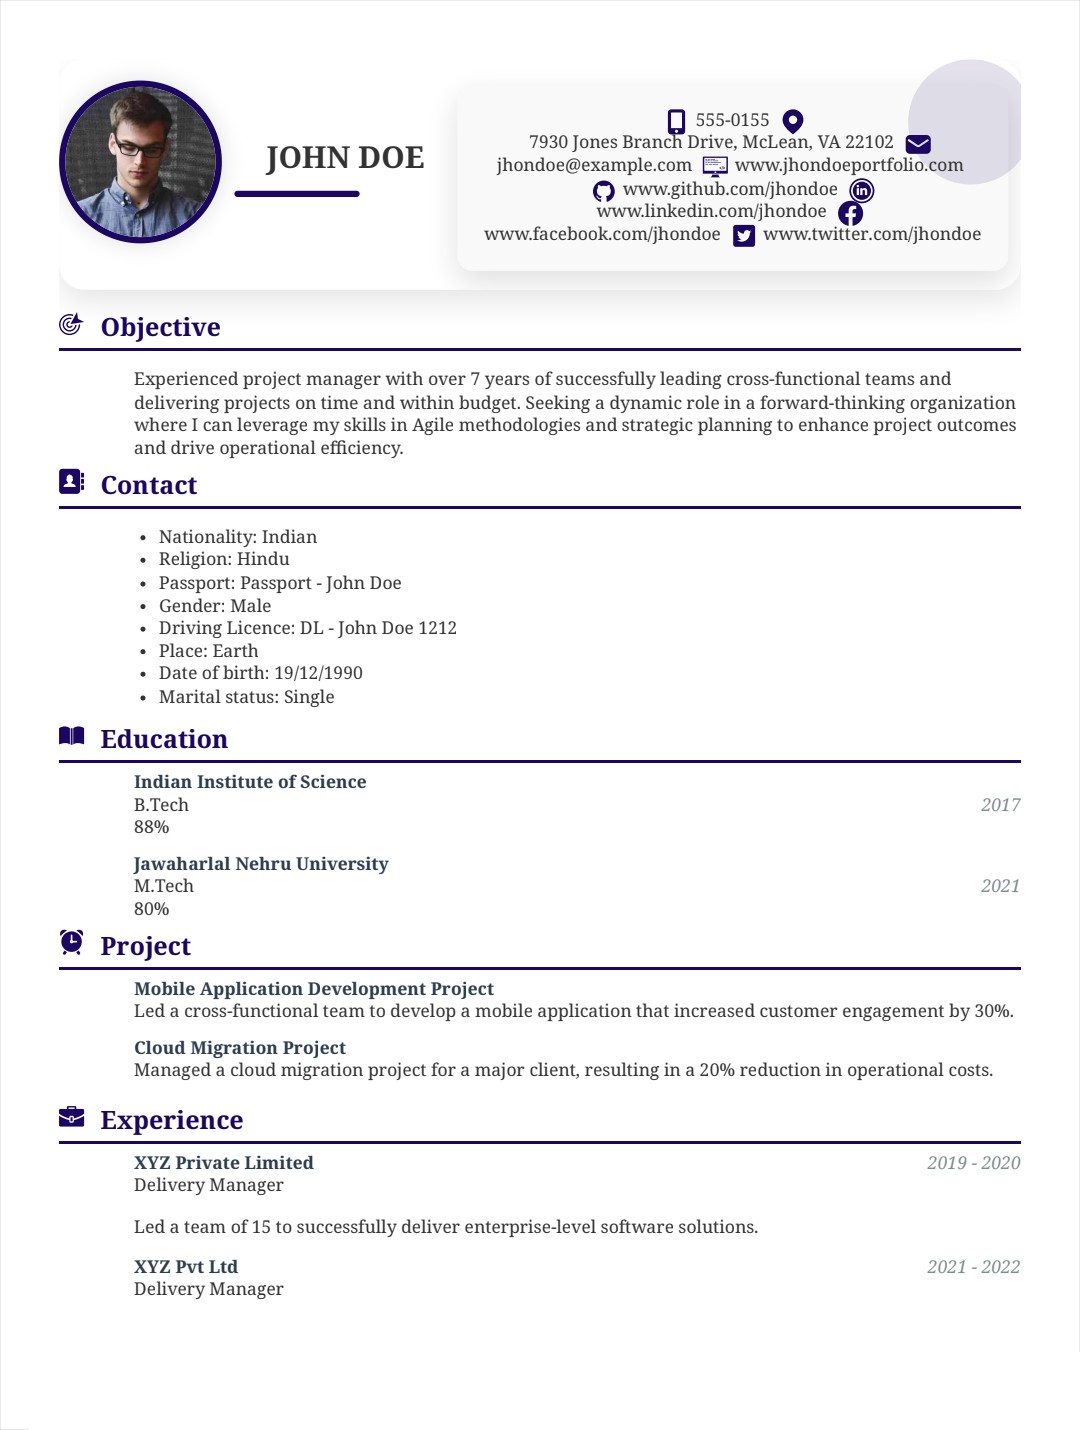 JOHN DOE
555-0155
7930 Jones Branch Drive, McLean, VA 22102
jhondoe@example.com www.jhondoeportfolio.com
www.github.com/jhondoe
www.linkedin.com/jhondoe
www.facebook.com/jhondoe www.twitter.com/jhondoe
Objective
Experienced project manager with over 7 years of successfully leading cross-functional teams and
delivering projects on time and within budget. Seeking a dynamic role in a forward-thinking organization
where I can leverage my skills in Agile methodologies and strategic planning to enhance project outcomes
and drive operational efficiency.
Contact
• Nationality: Indian
• Religion: Hindu
• Passport: Passport - John Doe
• Gender: Male
• Driving Licence: DL - John Doe 1212
• Place: Earth
• Date of birth: 19/12/1990
• Marital status: Single
Education
Indian Institute of Science
B.Tech 2017
88%
Jawaharlal Nehru University
M.Tech 2021
80%
Project
Mobile Application Development Project
Led a cross-functional team to develop a mobile application that increased customer engagement by 30%.
Cloud Migration Project
Managed a cloud migration project for a major client, resulting in a 20% reduction in operational costs.
Experience
XYZ Private Limited 2019 - 2020
Delivery Manager
Led a team of 15 to successfully deliver enterprise-level software solutions.
XYZ Pvt Ltd 2021 - 2022
Delivery Manager